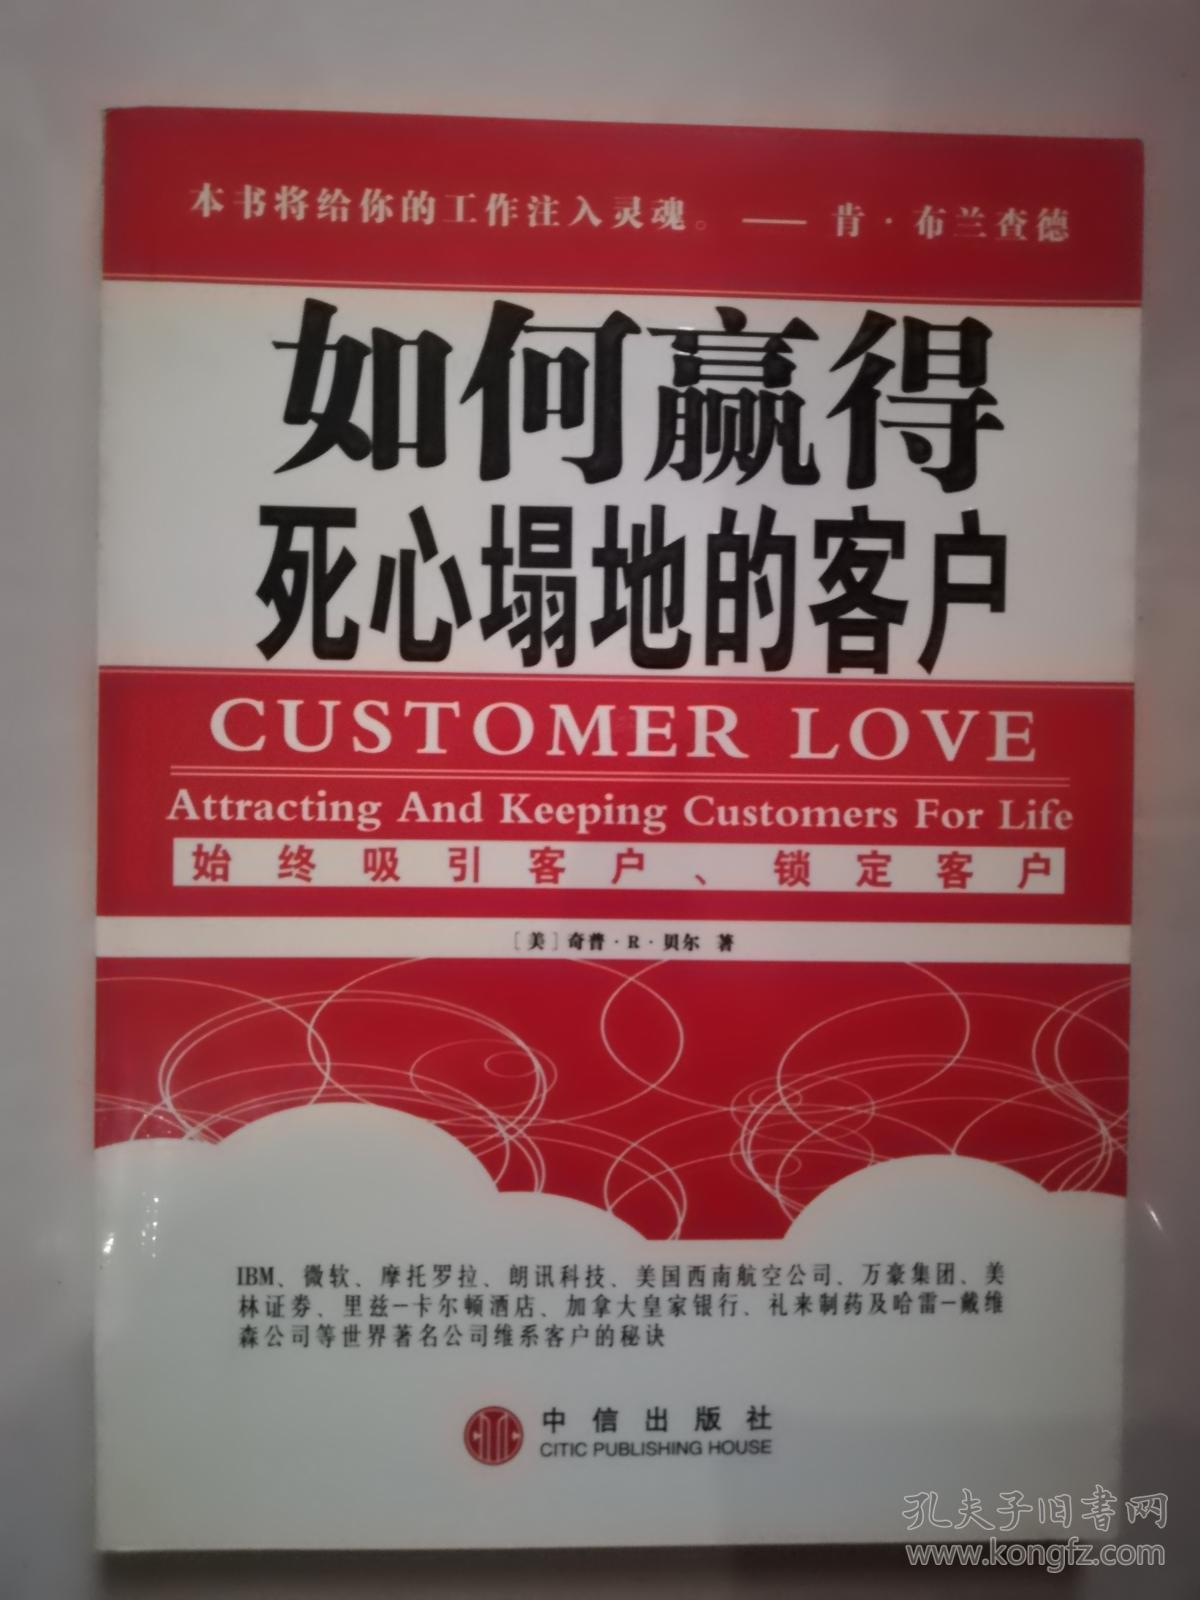 本书将给你的工作注入灵魂。—— 肯·布兰查德
如何赢得
死心塌地的客户
CUSTOMER LOVE
Attracting And Keeping Customers For Life
始终吸引客户、锁定客户
[美]奇普·R·贝尔 著
IBM、微软、摩托罗拉、朗讯科技、美国西南航空公司、万豪集团、美
林证券、里兹-卡尔顿酒店、加拿大皇家银行、礼来制药及哈雷-戴维
森公司等世界著名公司维系客户的秘诀
中信出版社
CITIC PUBLISHING HOUSE
孔夫子旧书网
www.kongfz.com